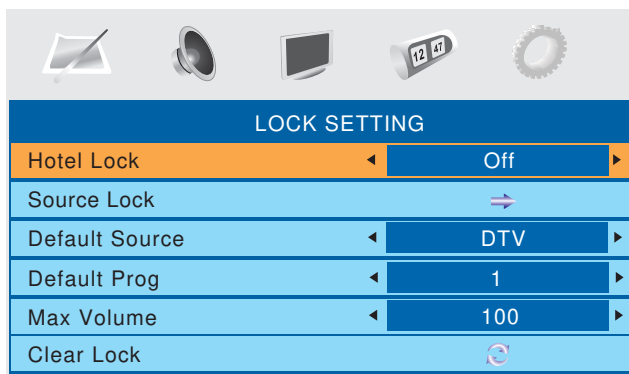 12 47
LOCK SETTING
Hotel Lock Off
Source Lock
Default Source DTV
Default Prog 1
Max Volume 100
Clear Lock